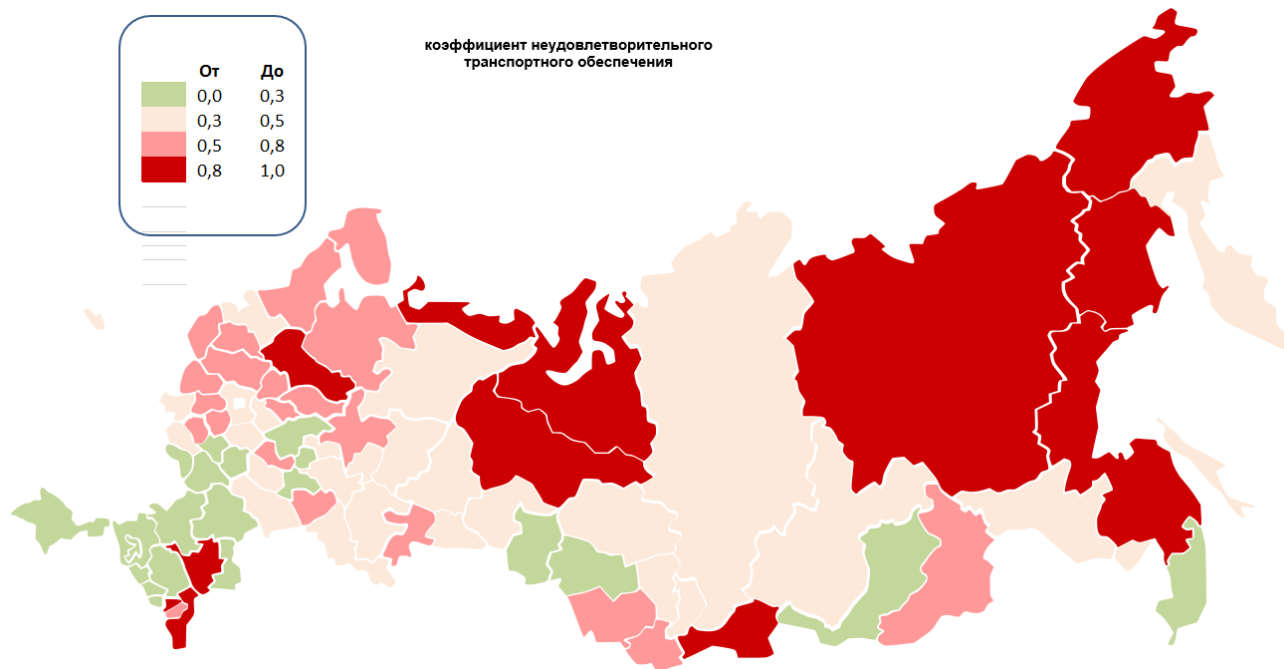 коэффициент неудовлетворительного
транспортного обеспечения
От До
0,0 0,3
0,3 0,5
0,5 0,8
0,8 1,0